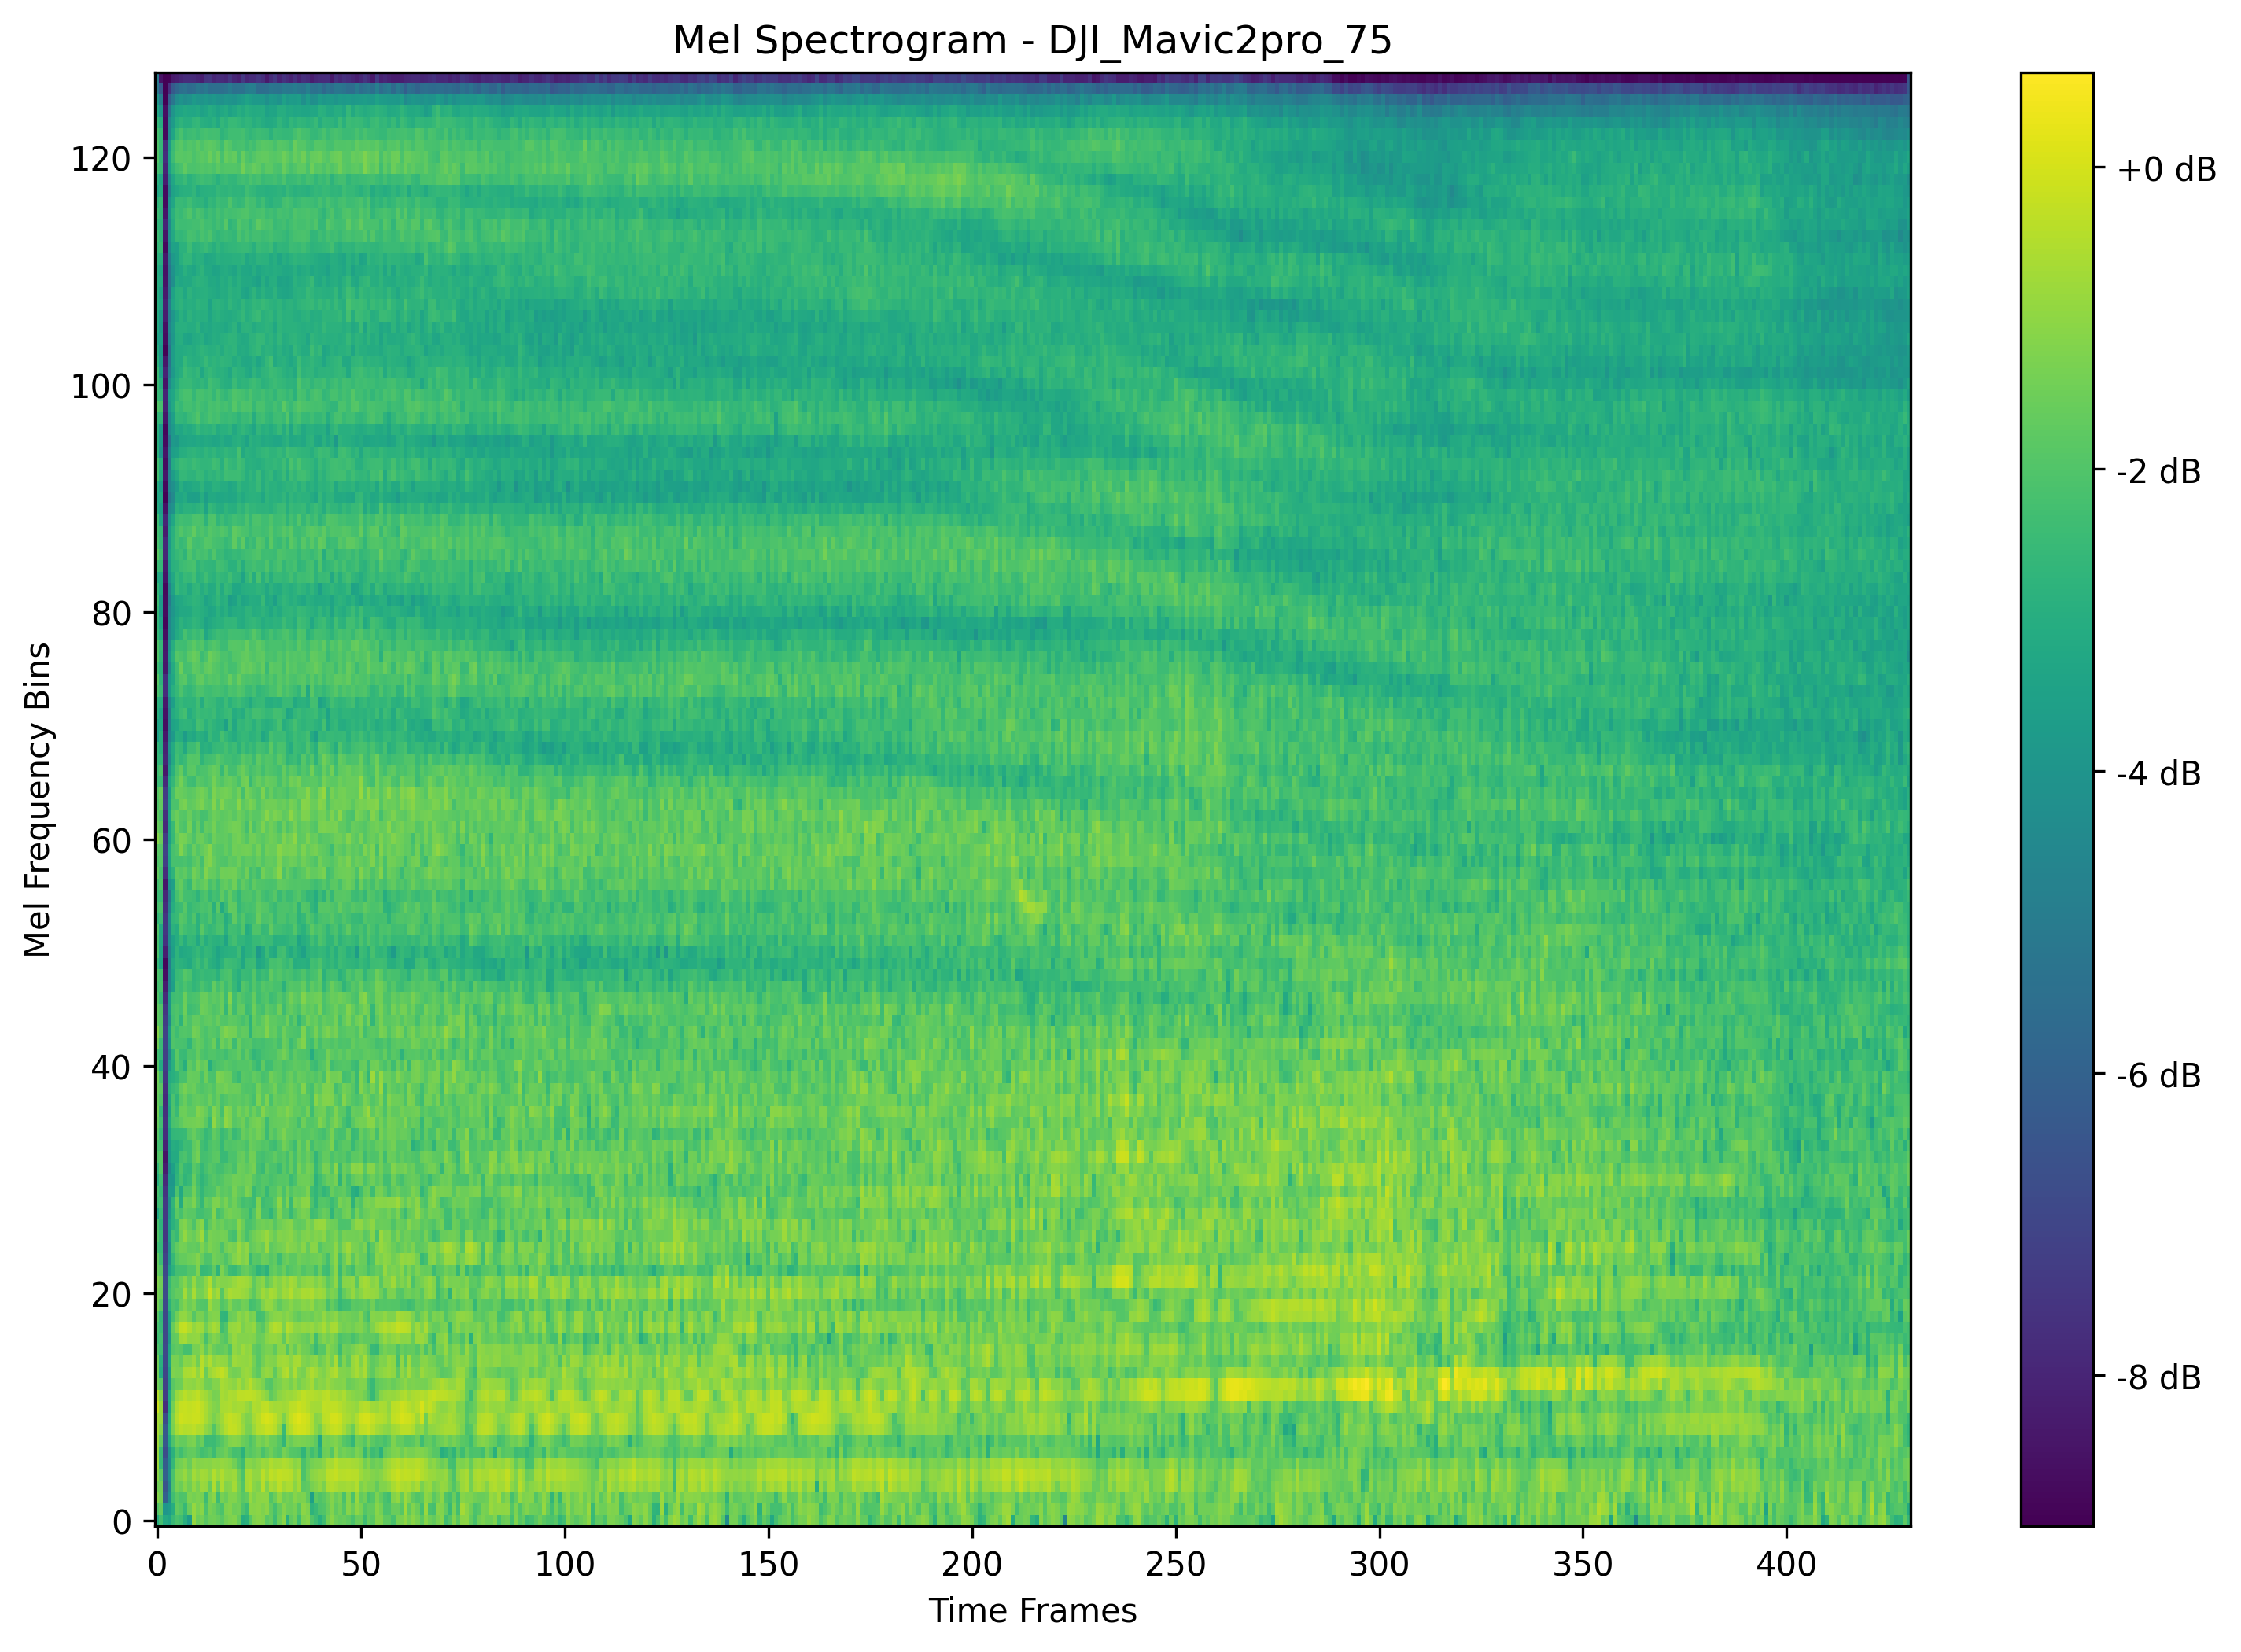 Mel Spectrogram - DJI_Mavic2pro_75
Mel Frequency Bins
120
100
80
60
40
20
0
0 50 100 150 200 250 300 350 400
Time Frames
+0 dB
-2 dB
-4 dB
-6 dB
-8 dB